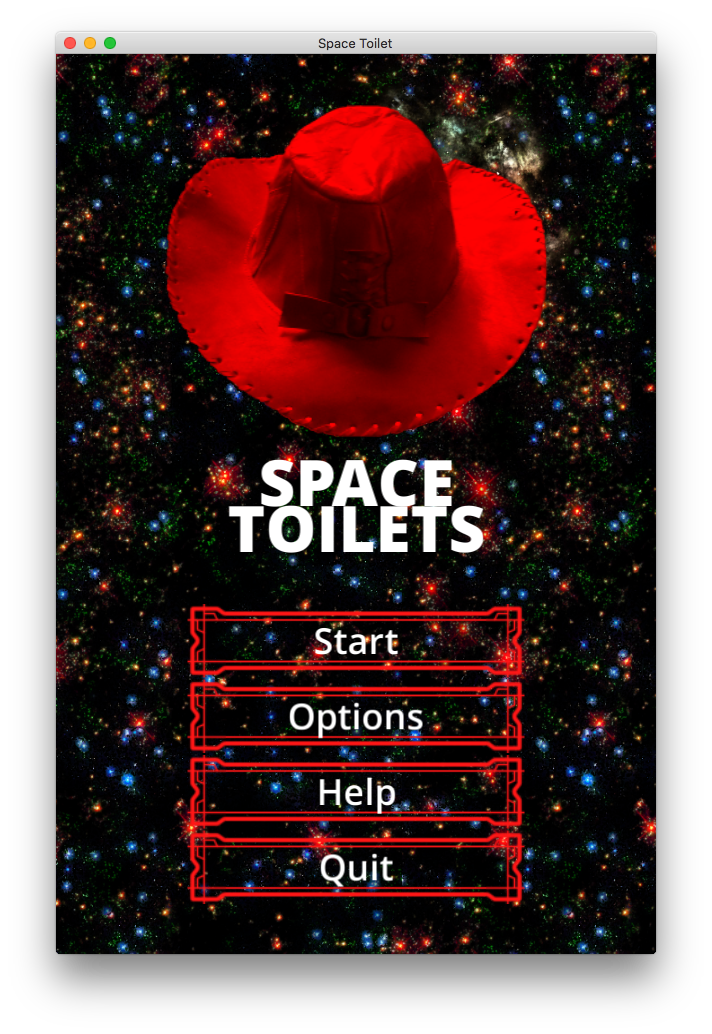 Space Toilet
SPACE
TOILETS
Start
Options
Help
Quit